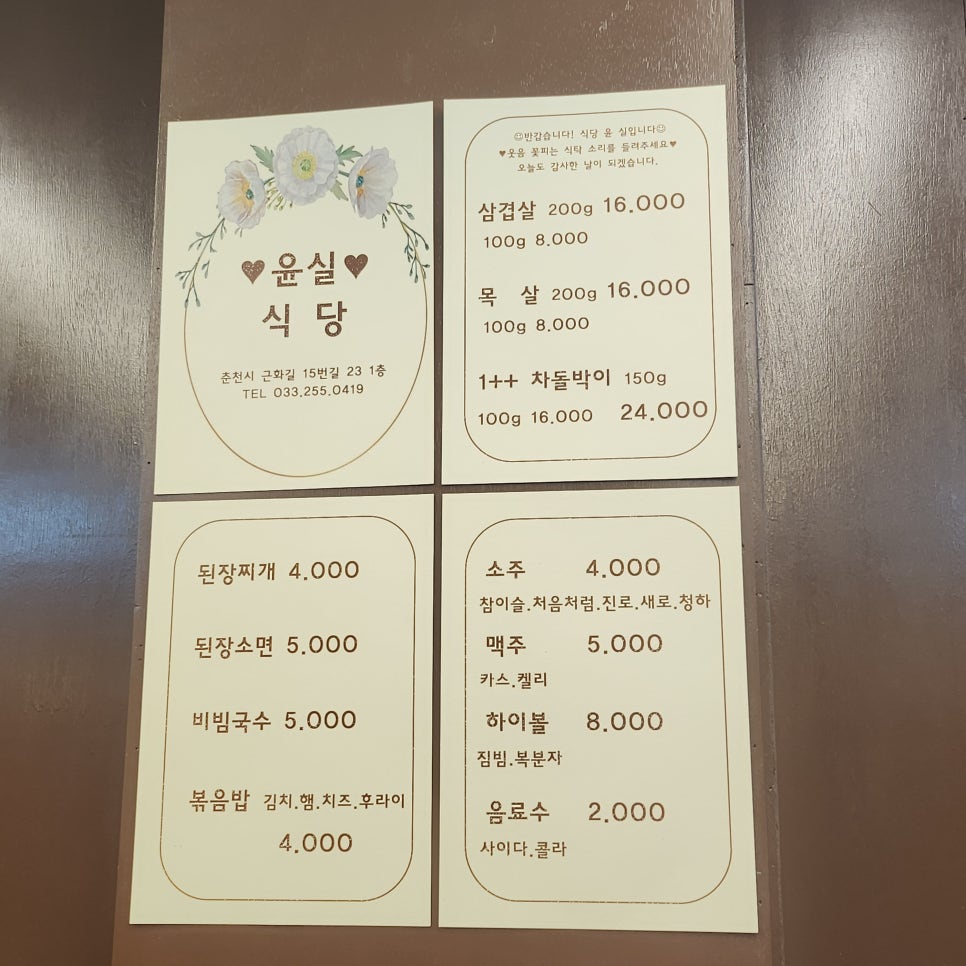 ♥윤실♥
식 당
춘천시 근화길 15번길 23 1층
TEL 033.255.0419
☺반갑습니다! 식당 윤 실입니다☺
♥웃음 꽃피는 식탁 소리를 들려주세요♥
오늘도 감사한 날이 되겠습니다.
삼겹살 200g 16.000
100g 8.000
목 살 200g 16.000
100g 8.000
1++ 차돌박이 150g
100g 16.000 24.000
된장찌개 4.000
된장소면 5.000
비빔국수 5.000
볶음밥 김치.햄.치즈.후라이
4.000
소주 4.000
참이슬.처음처럼.진로.새로.청하
맥주 5.000
카스.켈리
하이볼 8.000
짐빔.복분자
음료수 2.000
사이다.콜라